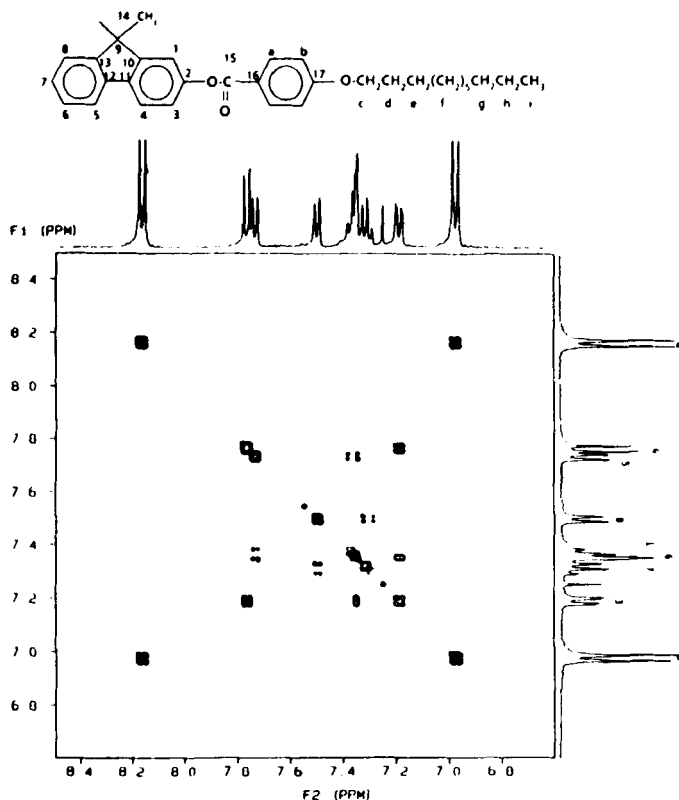 14 CH3
8 9 1 15 a b
13 10
7 12 11 2 O-C 16 17 O-CH2CH2CH2(CH2)5CH2CH2CH3
6 5 4 3 O c d e f g h i
F1 (PPM)
8 4
8 2
8 0
7 8
7 6
7 4
7 2
7 0
6 8
8 4 8 2 8 0 7 8 7 6 7 4 7 2 7 0 6 8
F2 (PPM)